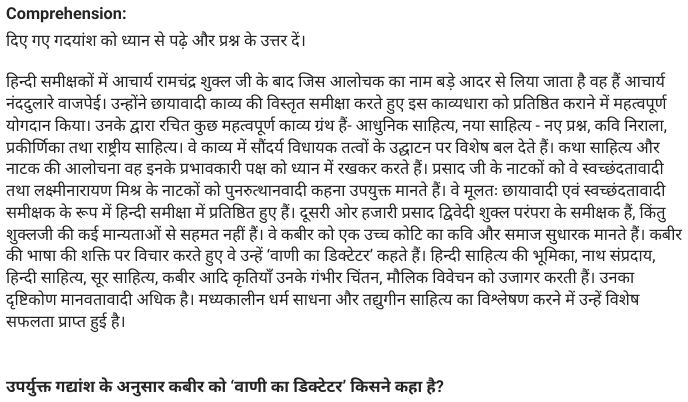 Comprehension:
दिए गए गदयांश को ध्यान से पढ़े और प्रश्न के उत्तर दें।
हिन्दी समीक्षकों में आचार्य रामचंद्र शुक्ल जी के बाद जिस आलोचक का नाम बड़े आदर से लिया जाता है वह हैं आचार्य
नंददुलारे वाजपेई। उन्होंने छायावादी काव्य की विस्तृत समीक्षा करते हुए इस काव्यधारा को प्रतिष्ठित कराने में महत्वपूर्ण
योगदान किया। उनके द्वारा रचित कुछ महत्वपूर्ण काव्य ग्रंथ हैं- आधुनिक साहित्य, नया साहित्य - नए प्रश्न, कवि निराला,
प्रकीर्णिका तथा राष्ट्रीय साहित्य। वे काव्य में सौंदर्य विधायक तत्वों के उद्घाटन पर विशेष बल देते हैं। कथा साहित्य और
नाटक की आलोचना वह इनके प्रभावकारी पक्ष को ध्यान में रखकर करते हैं। प्रसाद जी के नाटकों को वे स्वच्छंदतावादी
तथा लक्ष्मीनारायण मिश्र के नाटकों को पुनरुत्थानवादी कहना उपयुक्त मानते हैं। वे मूलतः छायावादी एवं स्वच्छंदतावादी
समीक्षक के रूप में हिन्दी समीक्षा में प्रतिष्ठित हुए हैं। दूसरी ओर हजारी प्रसाद द्विवेदी शुक्ल परंपरा के समीक्षक हैं, किंतु
शुक्लजी की कई मान्यताओं से सहमत नहीं हैं। वे कबीर को एक उच्च कोटि का कवि और समाज सुधारक मानते हैं। कबीर
की भाषा की शक्ति पर विचार करते हुए वे उन्हें 'वाणी का डिक्टेटर' कहते हैं। हिन्दी साहित्य की भूमिका, नाथ संप्रदाय,
हिन्दी साहित्य, सूर साहित्य, कबीर आदि कृतियाँ उनके गंभीर चिंतन, मौलिक विवेचन को उजागर करती हैं। उनका
दृष्टिकोण मानवतावादी अधिक है। मध्यकालीन धर्म साधना और तद्युगीन साहित्य का विश्लेषण करने में उन्हें विशेष
सफलता प्राप्त हुई है।
उपर्युक्त गद्यांश के अनुसार कबीर को 'वाणी का डिक्टेटर' किसने कहा है?